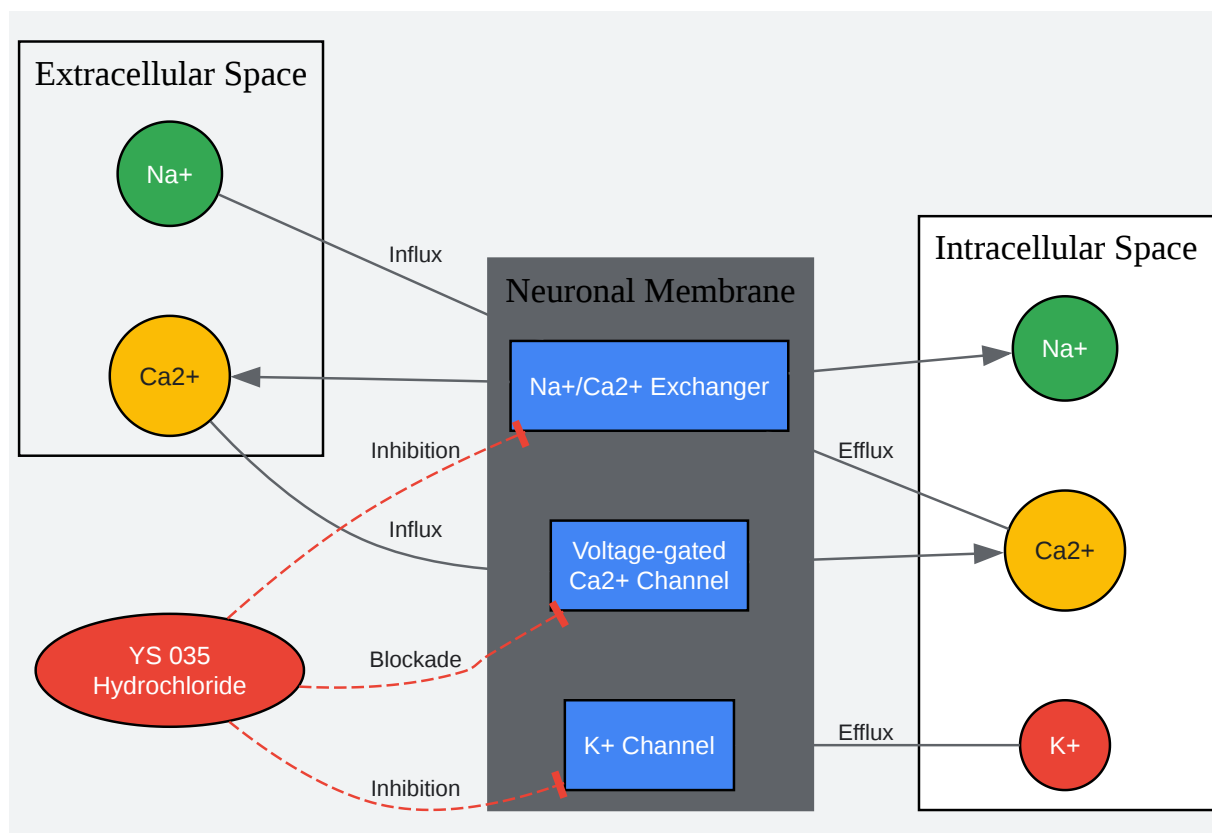 Extracellular Space
Na+
Influx
Ca2+
Inhibition
Influx
YS 035
Hydrochloride
Blockade
Inhibition
Neuronal Membrane
Na+/Ca2+ Exchanger
Voltage-gated
Ca2+ Channel
K+ Channel
Intracellular Space
Na+
Efflux
Ca2+
Efflux
K+